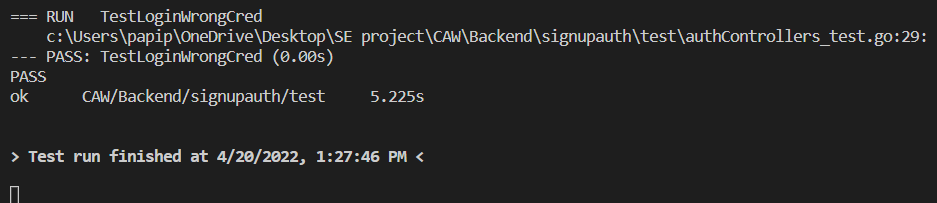 === RUN   TestLoginWrongCred
    c:\Users\papip\OneDrive\Desktop\SE project\CAW\Backend\signupauth\test\authControllers_test.go:29:
--- PASS: TestLoginWrongCred (0.00s)
PASS
ok      CAW/Backend/signupauth/test     5.225s
> Test run finished at 4/20/2022, 1:27:46 PM <